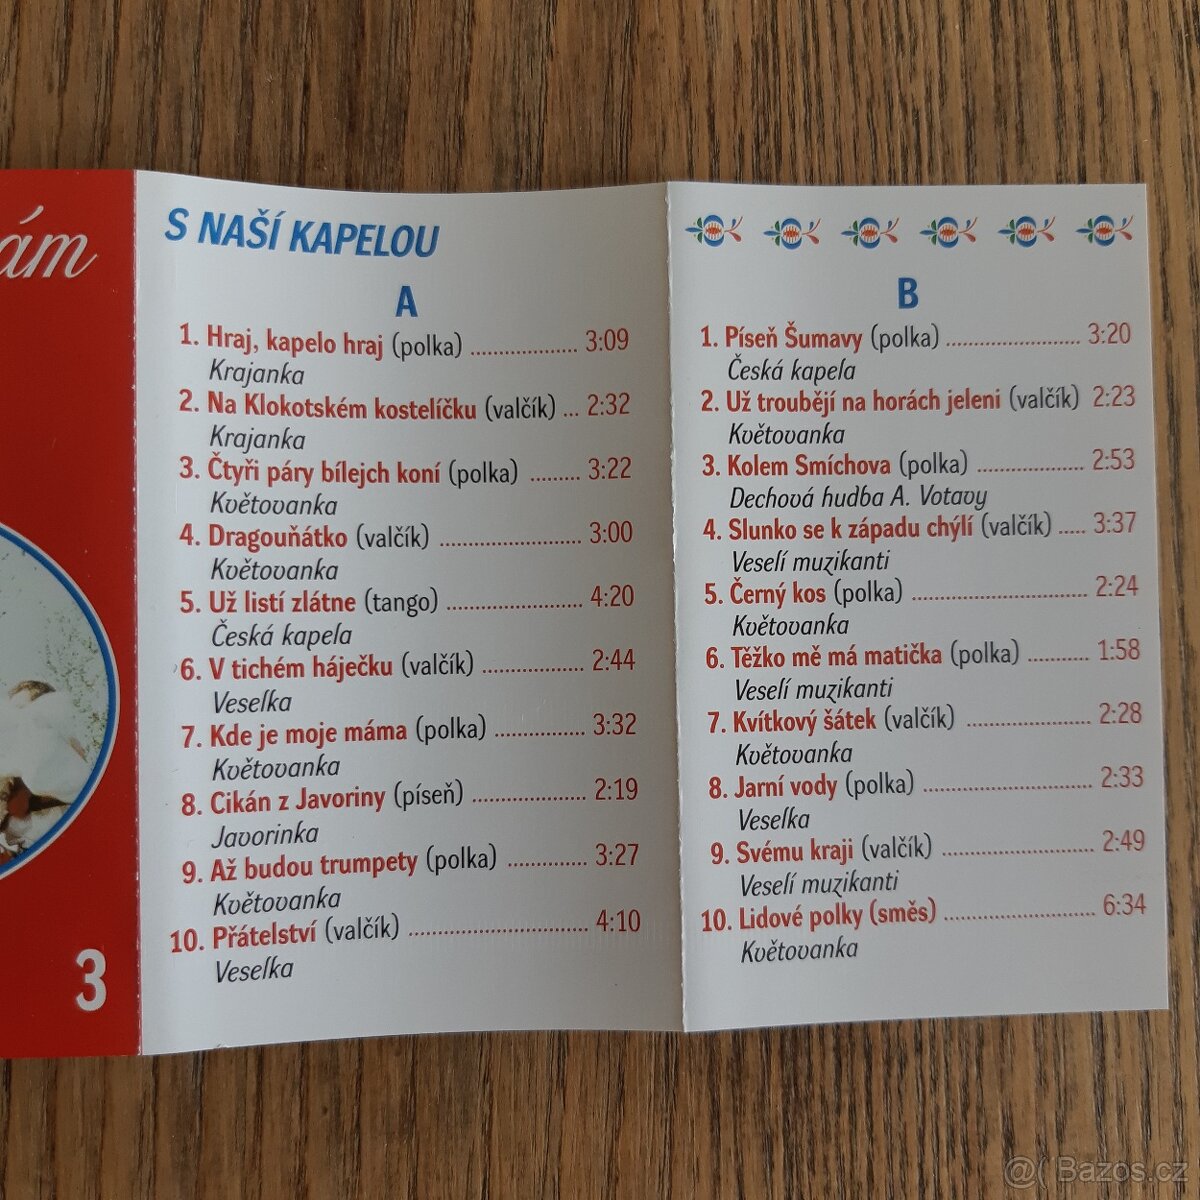 ám
3
S NAŠÍ KAPELOU
A
1. Hraj, kapelo hraj (polka) ................... 3:09
Krajanka
2. Na Klokotském kostelíčku (valčík) ... 2:32
Krajanka
3. Čtyři páry bílejch koní (polka) ......... 3:22
Květovanka
4. Dragouňátko (valčík) ......................... 3:00
Květovanka
5. Už listí zlátne (tango) ........................ 4:20
Česká kapela
6. V tichém háječku (valčík) .................. 2:44
Veselka
7. Kde je moje máma (polka) ................ 3:32
Květovanka
8. Cikán z Javoriny (píseň) .................... 2:19
Javorinka
9. Až budou trumpety (polka) .............. 3:27
Květovanka
10. Přátelství (valčík) ................................ 4:10
Veselka
B
1. Píseň Šumavy (polka) ........................ 3:20
Česká kapela
2. Už troubějí na horách jeleni (valčík) 2:23
Květovanka
3. Kolem Smíchova (polka) ................... 2:53
Dechová hudba A. Votavy
4. Slunko se k západu chýlí (valčík) ..... 3:37
Veselí muzikanti
5. Černý kos (polka) ............................... 2:24
Květovanka
6. Těžko mě má matička (polka) ........... 1:58
Veselí muzikanti
7. Kvítkový šátek (valčík) ...................... 2:28
Květovanka
8. Jarní vody (polka) .............................. 2:33
Veselka
9. Svému kraji (valčík) ........................... 2:49
Veselí muzikanti
10. Lidové polky (směs) ........................... 6:34
Květovanka
@( Bazos.cz